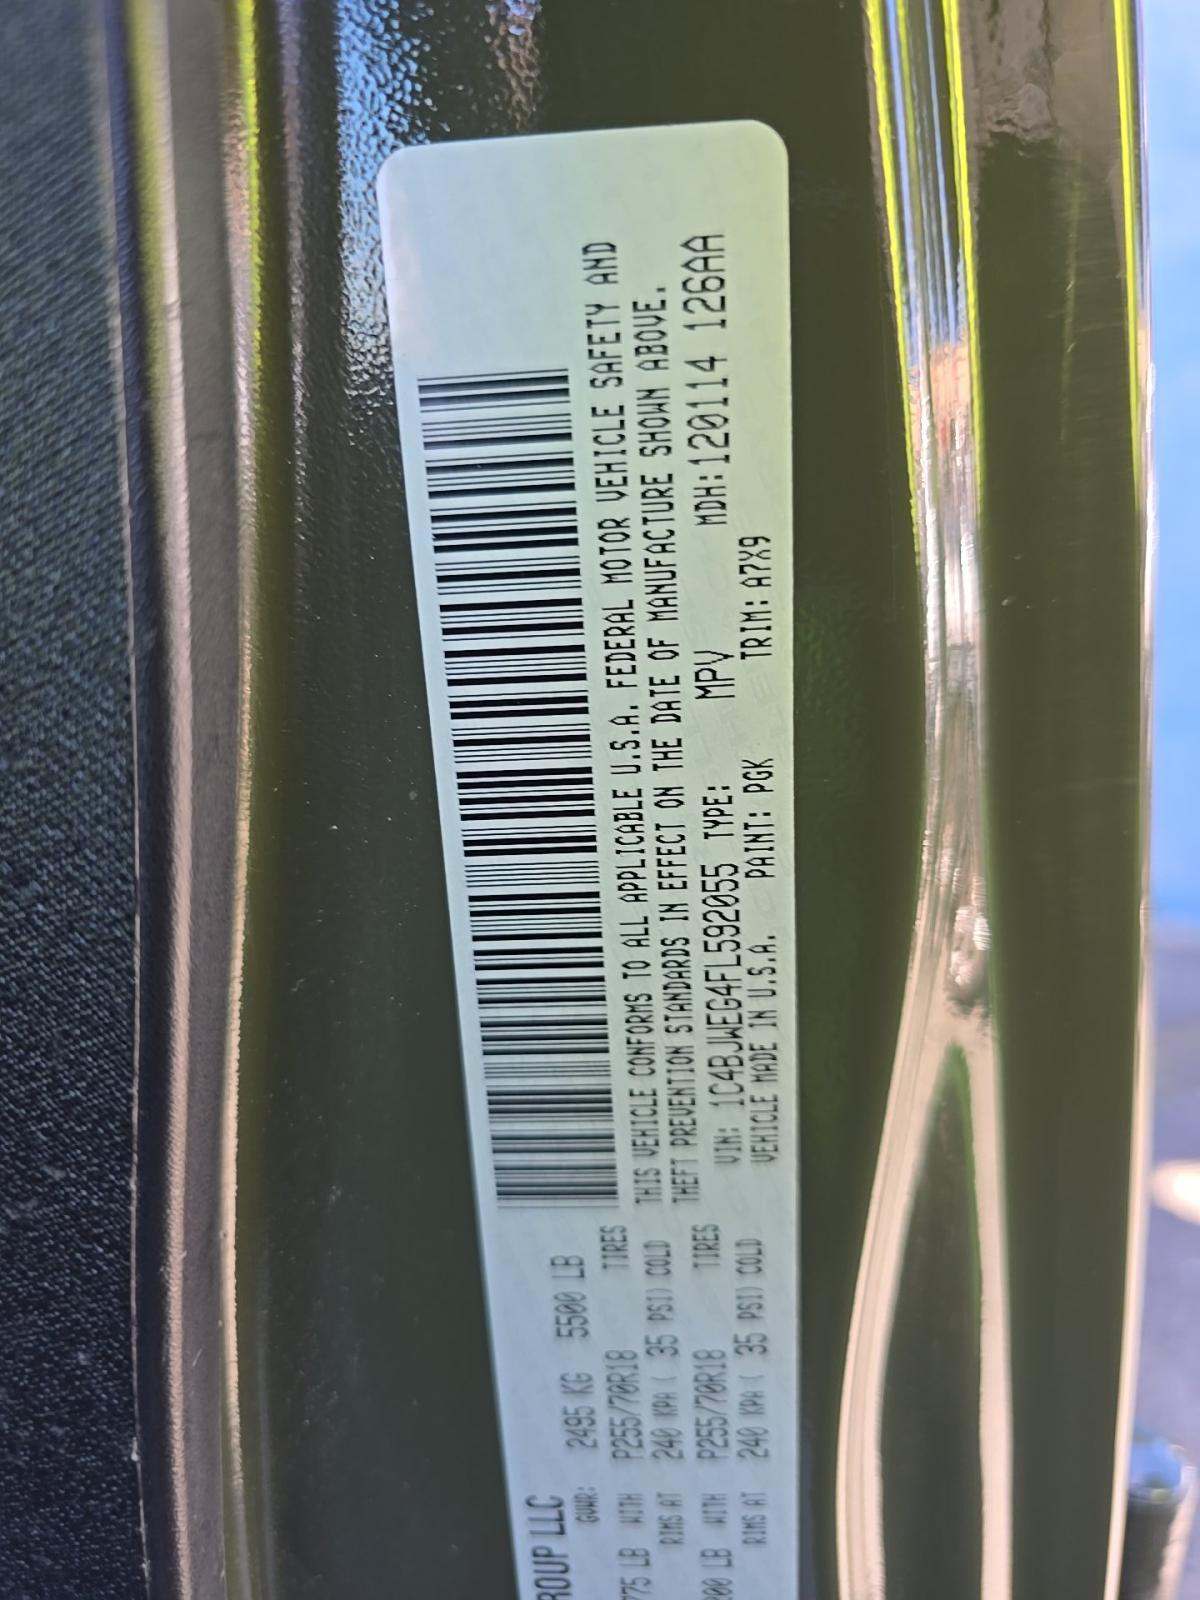 ROUP LLC
GVWR: 2495 KG 5500 LB
775 LB WITH P255/70R18 TIRES
RIMS AT 240 KPA ( 35 PSI) COLD
200 LB WITH P255/70R18 TIRES
RIMS AT 240 KPA ( 35 PSI) COLD
THIS VEHICLE CONFORMS TO ALL APPLICABLE U.S.A. FEDERAL MOTOR VEHICLE SAFETY AND
THEFT PREVENTION STANDARDS IN EFFECT ON THE DATE OF MANUFACTURE SHOWN ABOVE.
VIN: 1C4BJWEG4FL592055 TYPE: MPV MDH:120114 126AA
VEHICLE MADE IN U.S.A. PAINT: PGK TRIM: A7X9